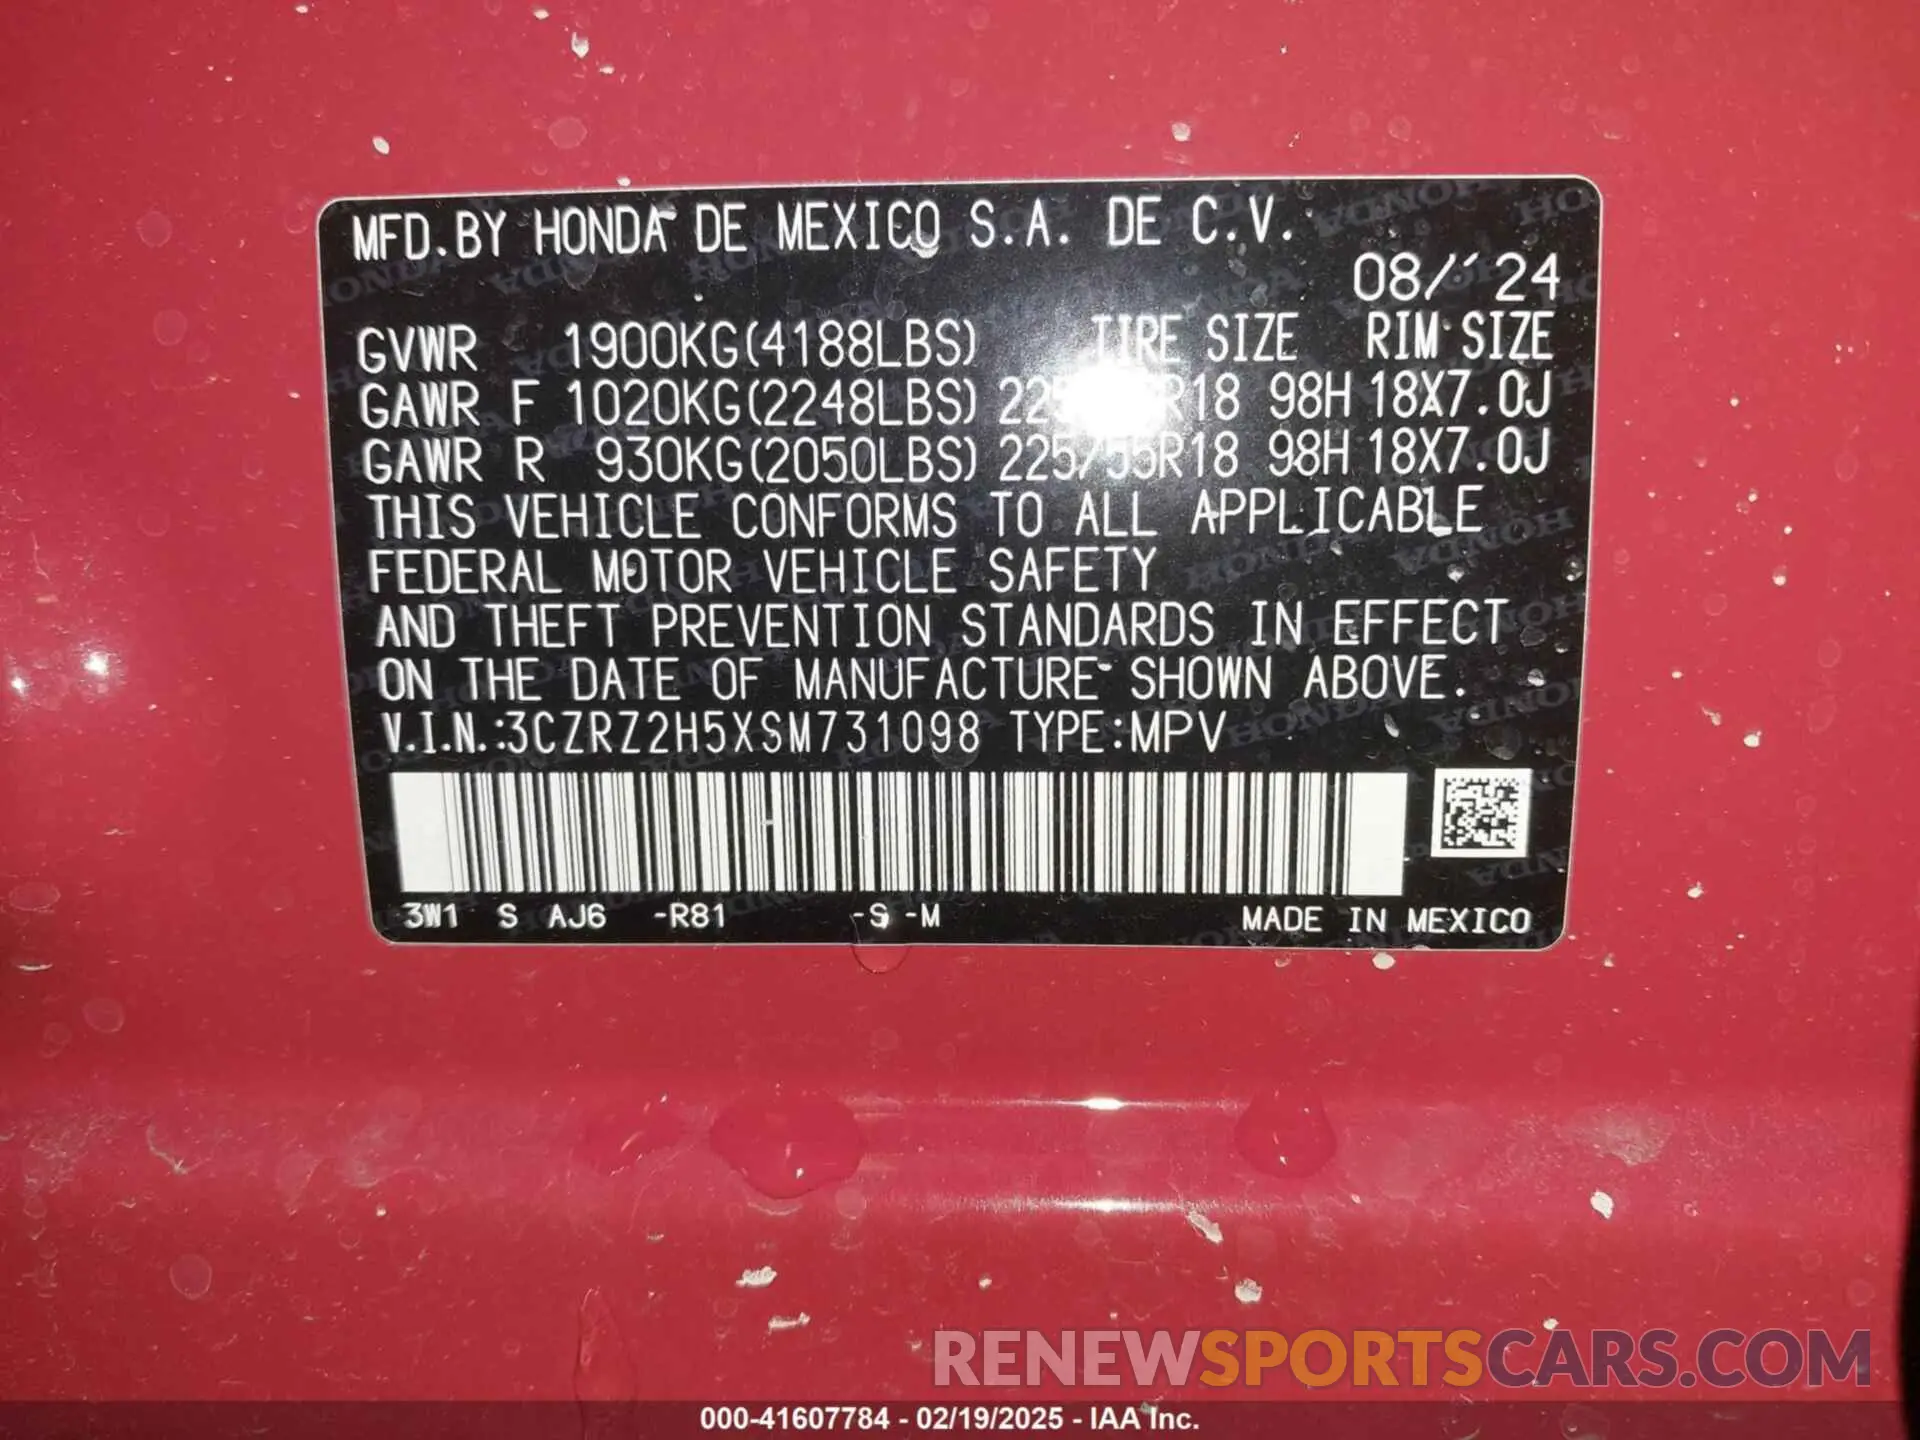 MFD.BY HONDA DE MEXICO S.A. DE C.V.
08/'24
GVWR 1900KG(4188LBS) TIRE SIZE RIM SIZE
GAWR F 1020KG(2248LBS) 98H 18X7.0J
GAWR R 930KG(2050LBS) 225/55R18 98H 18X7.0J
THIS VEHICLE CONFORMS TO ALL APPLICABLE
FEDERAL MOTOR VEHICLE SAFETY
AND THEFT PREVENTION STANDARDS IN EFFECT
ON THE DATE OF MANUFACTURE SHOWN ABOVE.
V.I.N.:3CZRZ2H5XSM731098 TYPE:MPV
3W1 S AJ6 -R81 -S -M MADE IN MEXICO
RENEWSPORTSCARS.COM
000-41607784 - 02/19/2025 - IAA Inc.